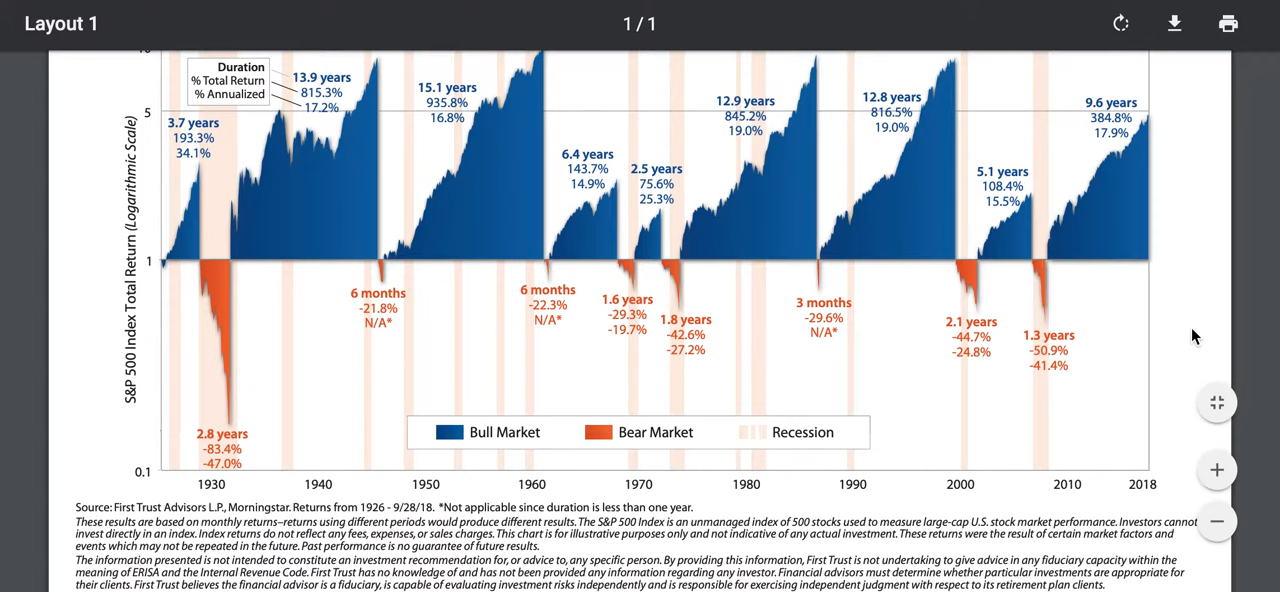 Layout 1
1 / 1
Duration
% Total Return
% Annualized
3.7 years
193.3%
34.1%
13.9 years
815.3%
17.2%
15.1 years
935.8%
16.8%
6.4 years
143.7%
14.9%
2.5 years
75.6%
25.3%
12.9 years
845.2%
19.0%
12.8 years
816.5%
19.0%
5.1 years
108.4%
15.5%
9.6 years
384.8%
17.9%
5
1
0.1
S&P 500 Index Total Return (Logarithmic Scale)
2.8 years
-83.4%
-47.0%
6 months
-21.8%
N/A*
6 months
-22.3%
N/A*
1.6 years
-29.3%
-19.7%
1.8 years
-42.6%
-27.2%
3 months
-29.6%
N/A*
2.1 years
-44.7%
-24.8%
1.3 years
-50.9%
-41.4%
Bull Market
Bear Market
Recession
1930
1940
1950
1960
1970
1980
1990
2000
2010
2018
Source: First Trust Advisors L.P., Morningstar. Returns from 1926 - 9/28/18. *Not applicable since duration is less than one year.
These results are based on monthly returns–returns using different periods would produce different results. The S&P 500 Index is an unmanaged index of 500 stocks used to measure large-cap U.S. stock market performance. Investors cannot
invest directly in an index. Index returns do not reflect any fees, expenses, or sales charges. This chart is for illustrative purposes only and not indicative of any actual investment. These returns were the result of certain market factors and
events which may not be repeated in the future. Past performance is no guarantee of future results.
The information presented is not intended to constitute an investment recommendation for, or advice to, any specific person. By providing this information, First Trust is not undertaking to give advice in any fiduciary capacity within the
meaning of ERISA and the Internal Revenue Code. First Trust has no knowledge of and has not been provided any information regarding any investor. Financial advisors must determine whether particular investments are appropriate for
their clients. First Trust believes the financial advisor is a fiduciary, is capable of evaluating investment risks independently and is responsible for exercising independent judgment with respect to its retirement plan clients.